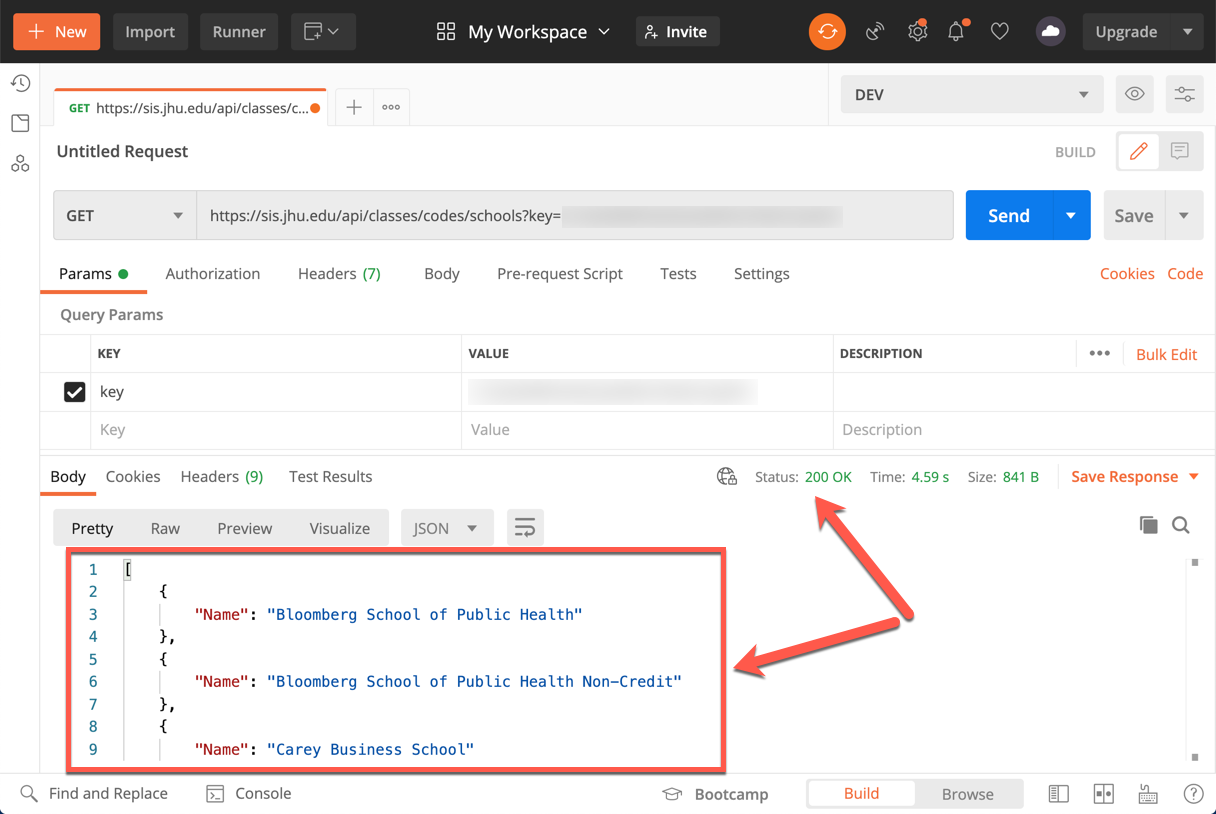 New Import Runner My Workspace Invite Upgrade
GET https://sis.jhu.edu/api/classes/c...
DEV
Untitled Request
BUILD
GET https://sis.jhu.edu/api/classes/codes/schools?key=
Send Save
Params Authorization Headers (7) Body Pre-request Script Tests Settings Cookies Code
Query Params
KEY VALUE DESCRIPTION ••• Bulk Edit
key
Key Value Description
Body Cookies Headers (9) Test Results Status: 200 OK Time: 4.59 s Size: 841 B Save Response
Pretty Raw Preview Visualize JSON
1 [
2 {
3 "Name": "Bloomberg School of Public Health"
4 },
5 {
6 "Name": "Bloomberg School of Public Health Non-Credit"
7 },
8 {
9 "Name": "Carey Business School"
Find and Replace Console Bootcamp Build Browse